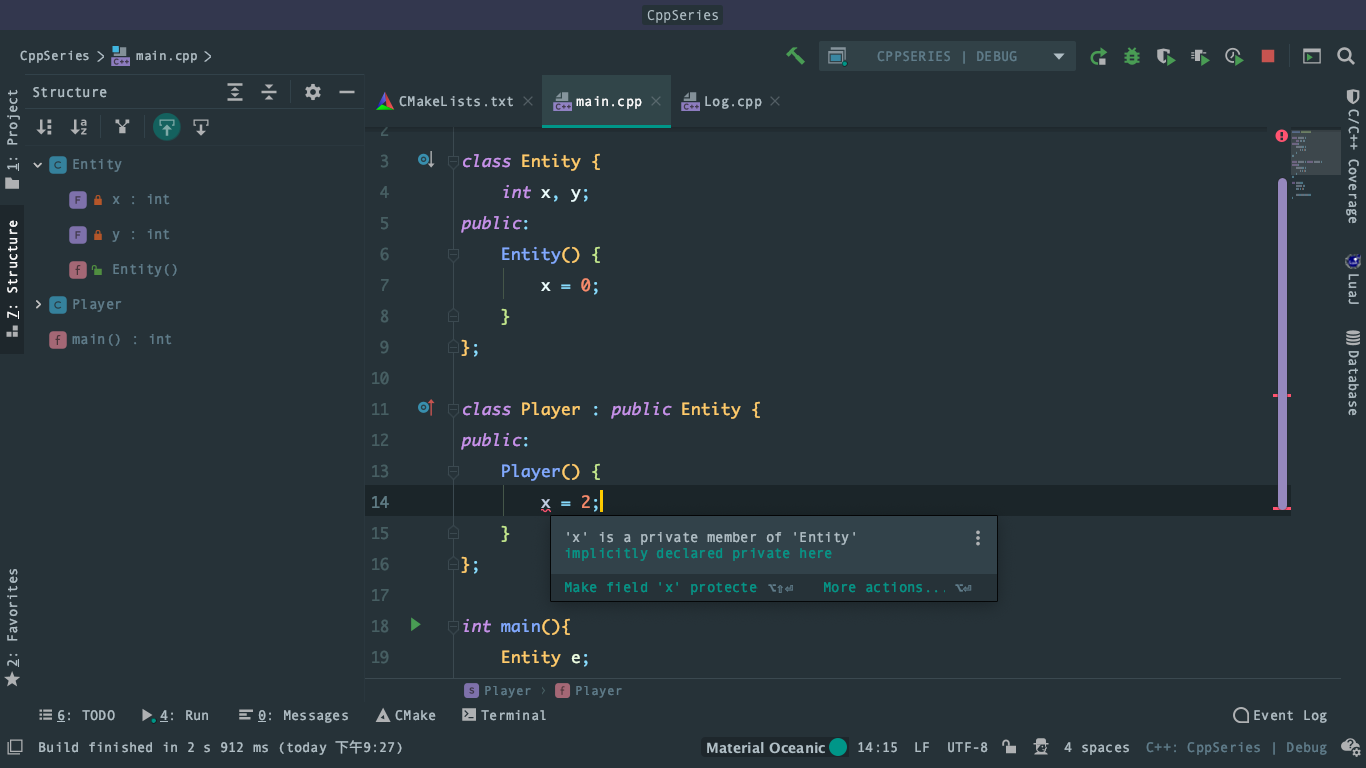 CppSeries
CppSeries > main.cpp >
CPPSERIES | DEBUG
1: Project
Z: Structure
2: Favorites
Structure
Entity
x : int
y : int
Entity()
Player
main() : int
CMakeLists.txt
main.cpp
Log.cpp
2
3 class Entity {
4 int x, y;
5 public:
6 Entity() {
7 x = 0;
8 }
9 };
10
11 class Player : public Entity {
12 public:
13 Player() {
14 x = 2;
15 }
16 };
17
18 int main(){
19 Entity e;
'x' is a private member of 'Entity'
implicitly declared private here
Make field 'x' protecte ⌥⇧⏎ More actions... ⌥⏎
Player > Player
C/C++ Coverage
LuaJ
Database
6: TODO
4: Run
0: Messages
CMake
Terminal
Event Log
Build finished in 2 s 912 ms (today 下午9:27)
Material Oceanic
14:15
LF
UTF-8
4 spaces
C++: CppSeries | Debug